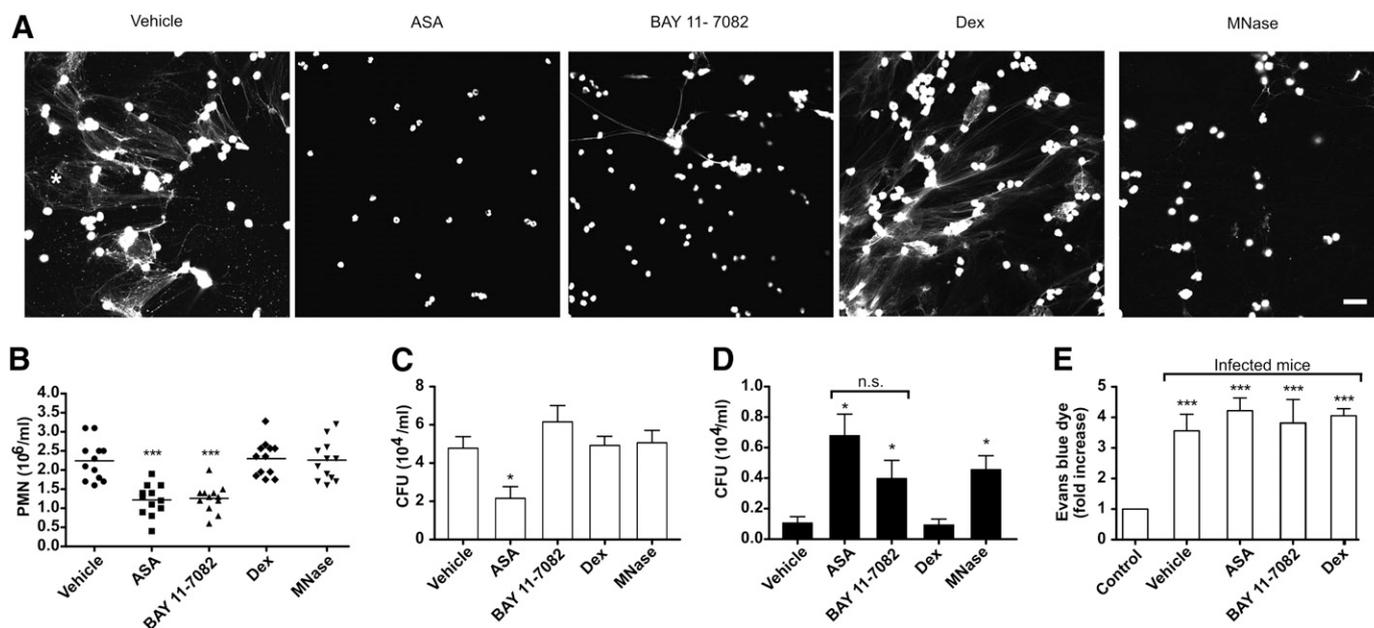 A
Vehicle
ASA
BAY 11- 7082
Dex
MNase
*
B
PMN (10⁶/ml)
4.0
3.5
3.0
2.5
2.0
1.5
1.0
0.5
0.0
***
***
Vehicle
ASA
BAY 11-7082
Dex
MNase
C
CFU (10⁴/ml)
8
6
4
2
0
*
Vehicle
ASA
BAY 11-7082
Dex
MNase
D
CFU (10⁴/ml)
1.0
0.8
0.6
0.4
0.2
0.0
n.s.
*
*
*
Vehicle
ASA
BAY 11-7082
Dex
MNase
E
Infected mice
Evans blue dye
(fold increase)
5
4
3
2
1
0
***
***
***
***
Control
Vehicle
ASA
BAY 11-7082
Dex